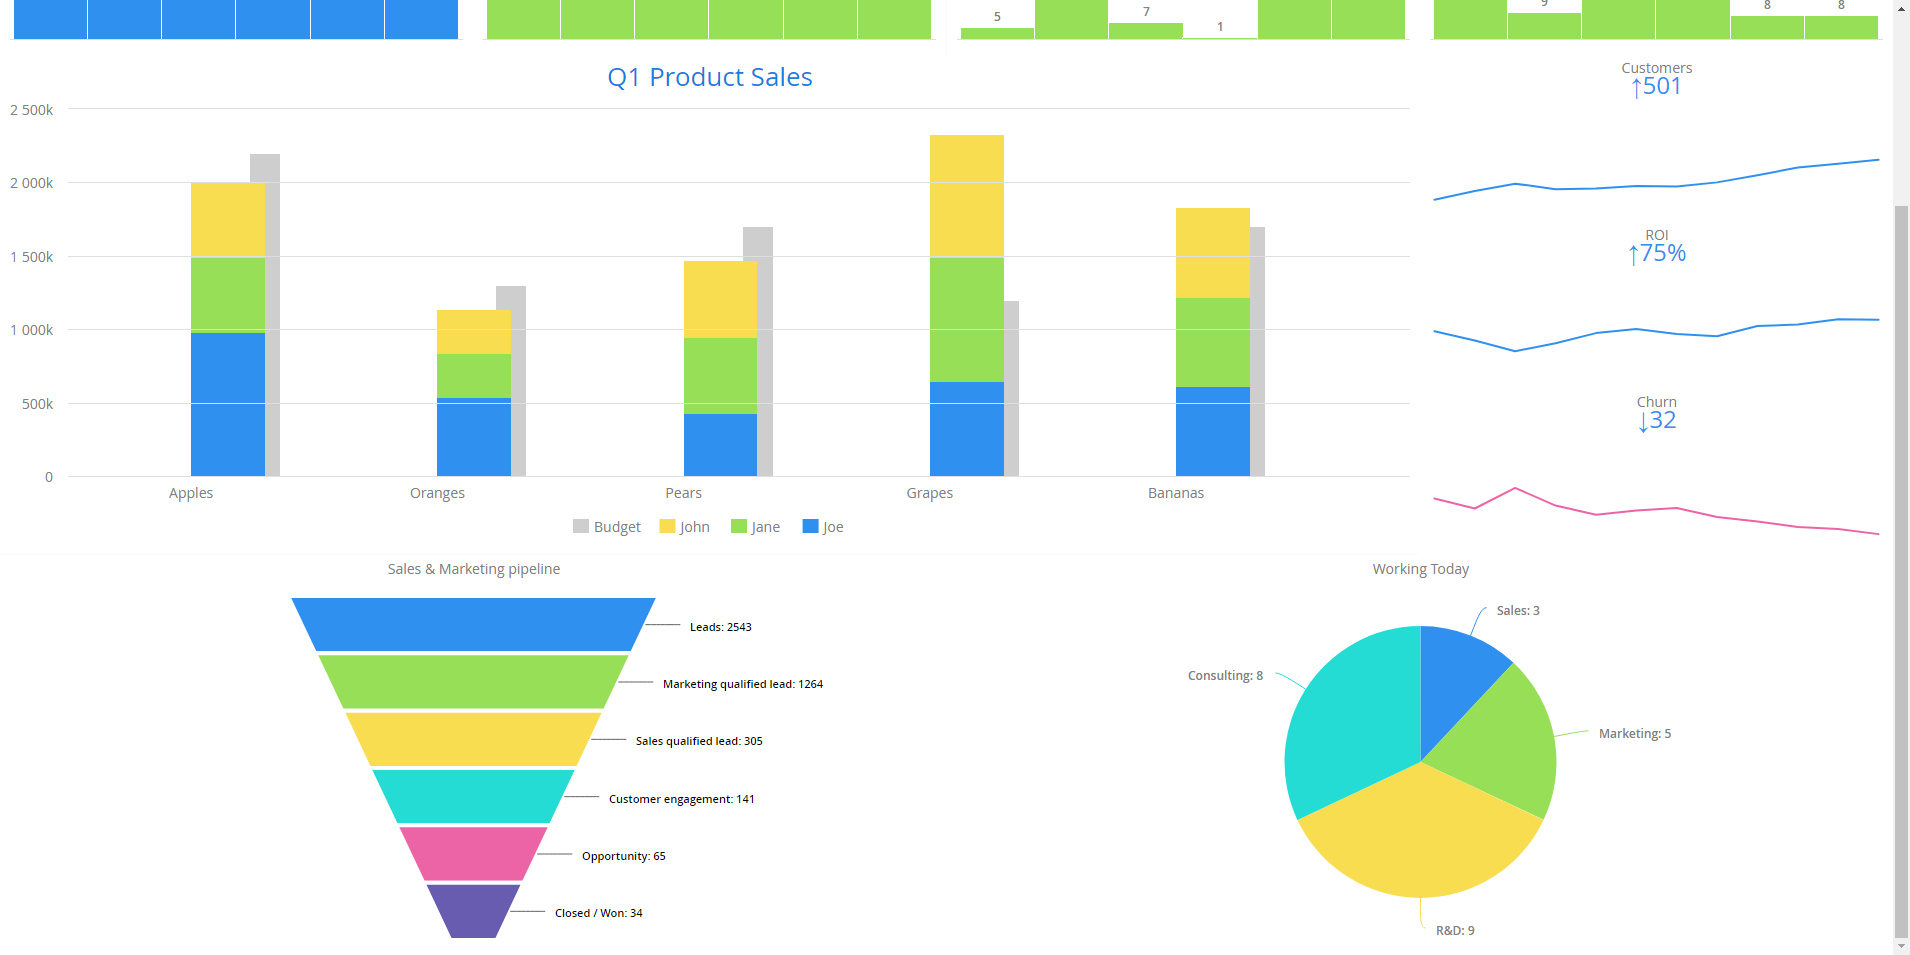 5
7
1
9
8
8
Q1 Product Sales
2 500k
2 000k
1 500k
1 000k
500k
0
Apples
Oranges
Pears
Grapes
Bananas
Budget
John
Jane
Joe
Customers
↑501
ROI
↑75%
Churn
↓32
Sales & Marketing pipeline
Leads: 2543
Marketing qualified lead: 1264
Sales qualified lead: 305
Customer engagement: 141
Opportunity: 65
Closed / Won: 34
Working Today
Sales: 3
Consulting: 8
Marketing: 5
R&D: 9